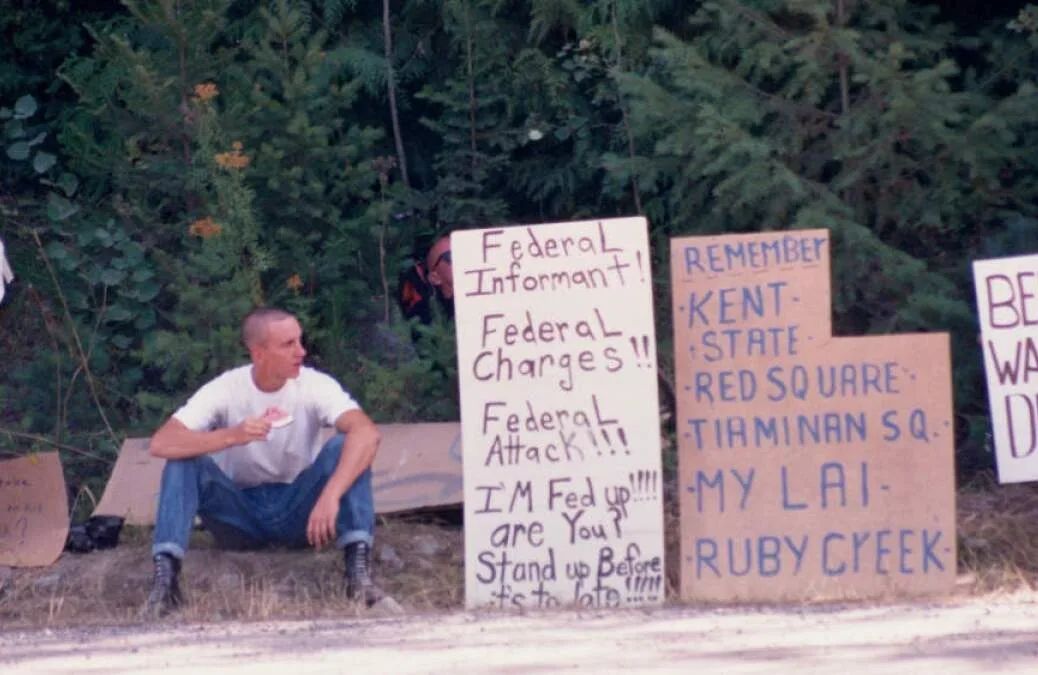 Federal
Informant!
Federal
Charges!!
Federal
Attack!!!
I'M Fed up!!!!
are You?
Stand up Before
it's to late!!!!!
REMEMBER
·KENT·
·STATE·
·RED SQUARE·
·TIAMINAN SQ.·
·MY LAI·
·RUBY CREEK·
BE
WA
D
?